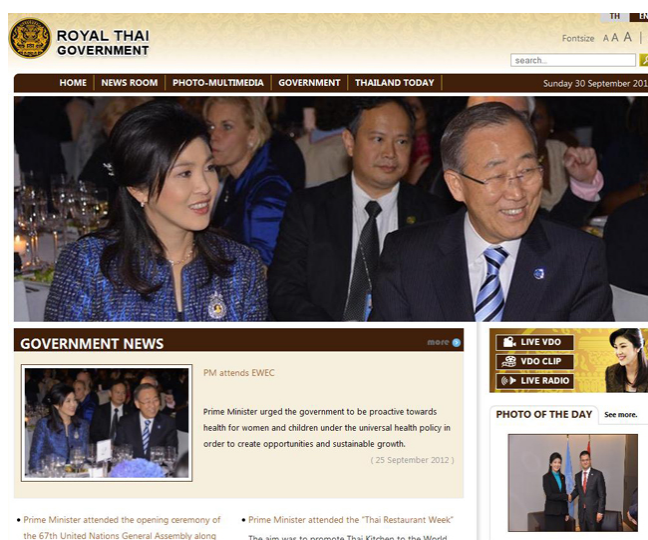 TH EN
ROYAL THAI
GOVERNMENT
Fontsize A A A |
search...
HOME NEWS ROOM PHOTO-MULTIMEDIA GOVERNMENT THAILAND TODAY
Sunday 30 September 201
GOVERNMENT NEWS
more
PM attends EWEC
Prime Minister urged the government to be proactive towards
health for women and children under the universal health policy in
order to create opportunities and sustainable growth.
( 25 September 2012 )
• Prime Minister attended the opening ceremony of
the 67th United Nations General Assembly along
• Prime Minister attended the "Thai Restaurant Week"
The aim was to promote Thai Kitchen to the World
LIVE VDO
VDO CLIP
LIVE RADIO
PHOTO OF THE DAY
See more.